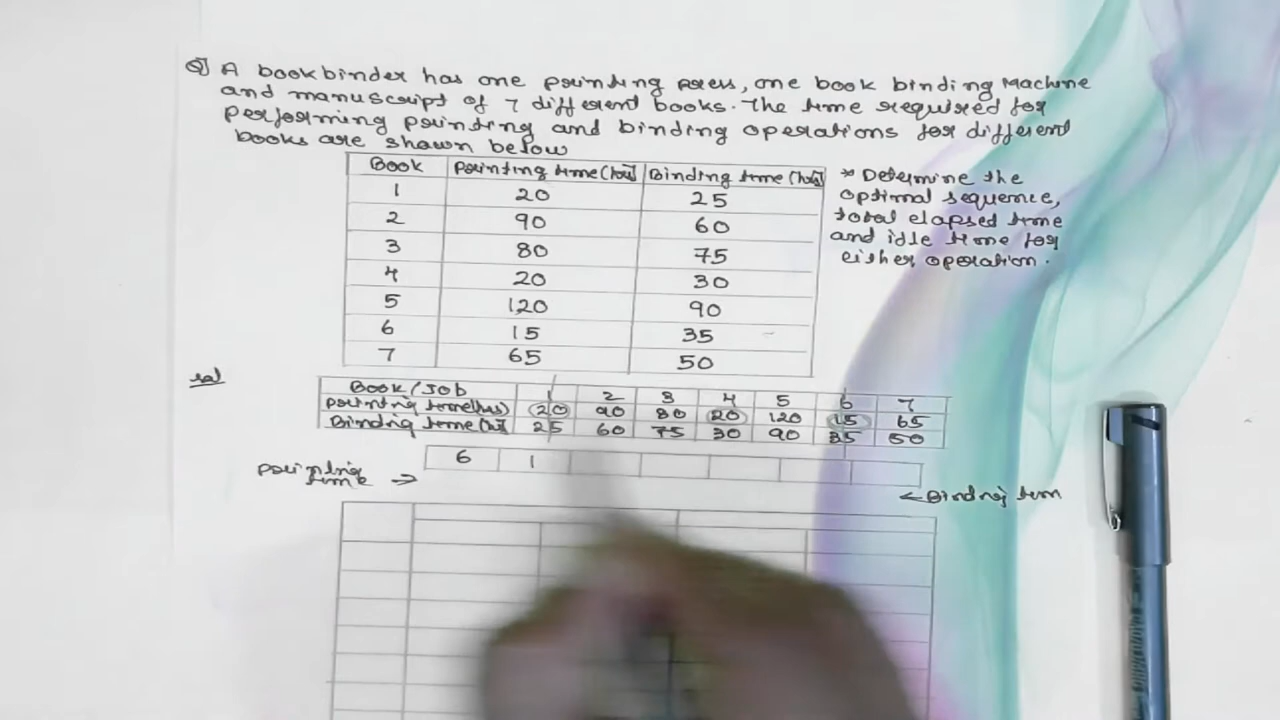 Q] A bookbinder has one printing press, one book binding Machine
and manuscript of 7 different books. The time required for
performing printing and binding operations for different
books are shown below
Book Printing time (hrs) Binding time (hrs)
1 20 25
2 90 60
3 80 75
4 20 30
5 120 90
6 15 35
7 65 50
* Determine the
optimal sequence,
total elapsed time
and idle time for
either operation.
sol
Book/Job 1 2 3 4 5 6 7
Printing time(hrs) 20 90 80 20 120 15 65
Binding time (hrs) 25 60 75 30 90 35 50
6 1
Printing
time →
← Binding tim